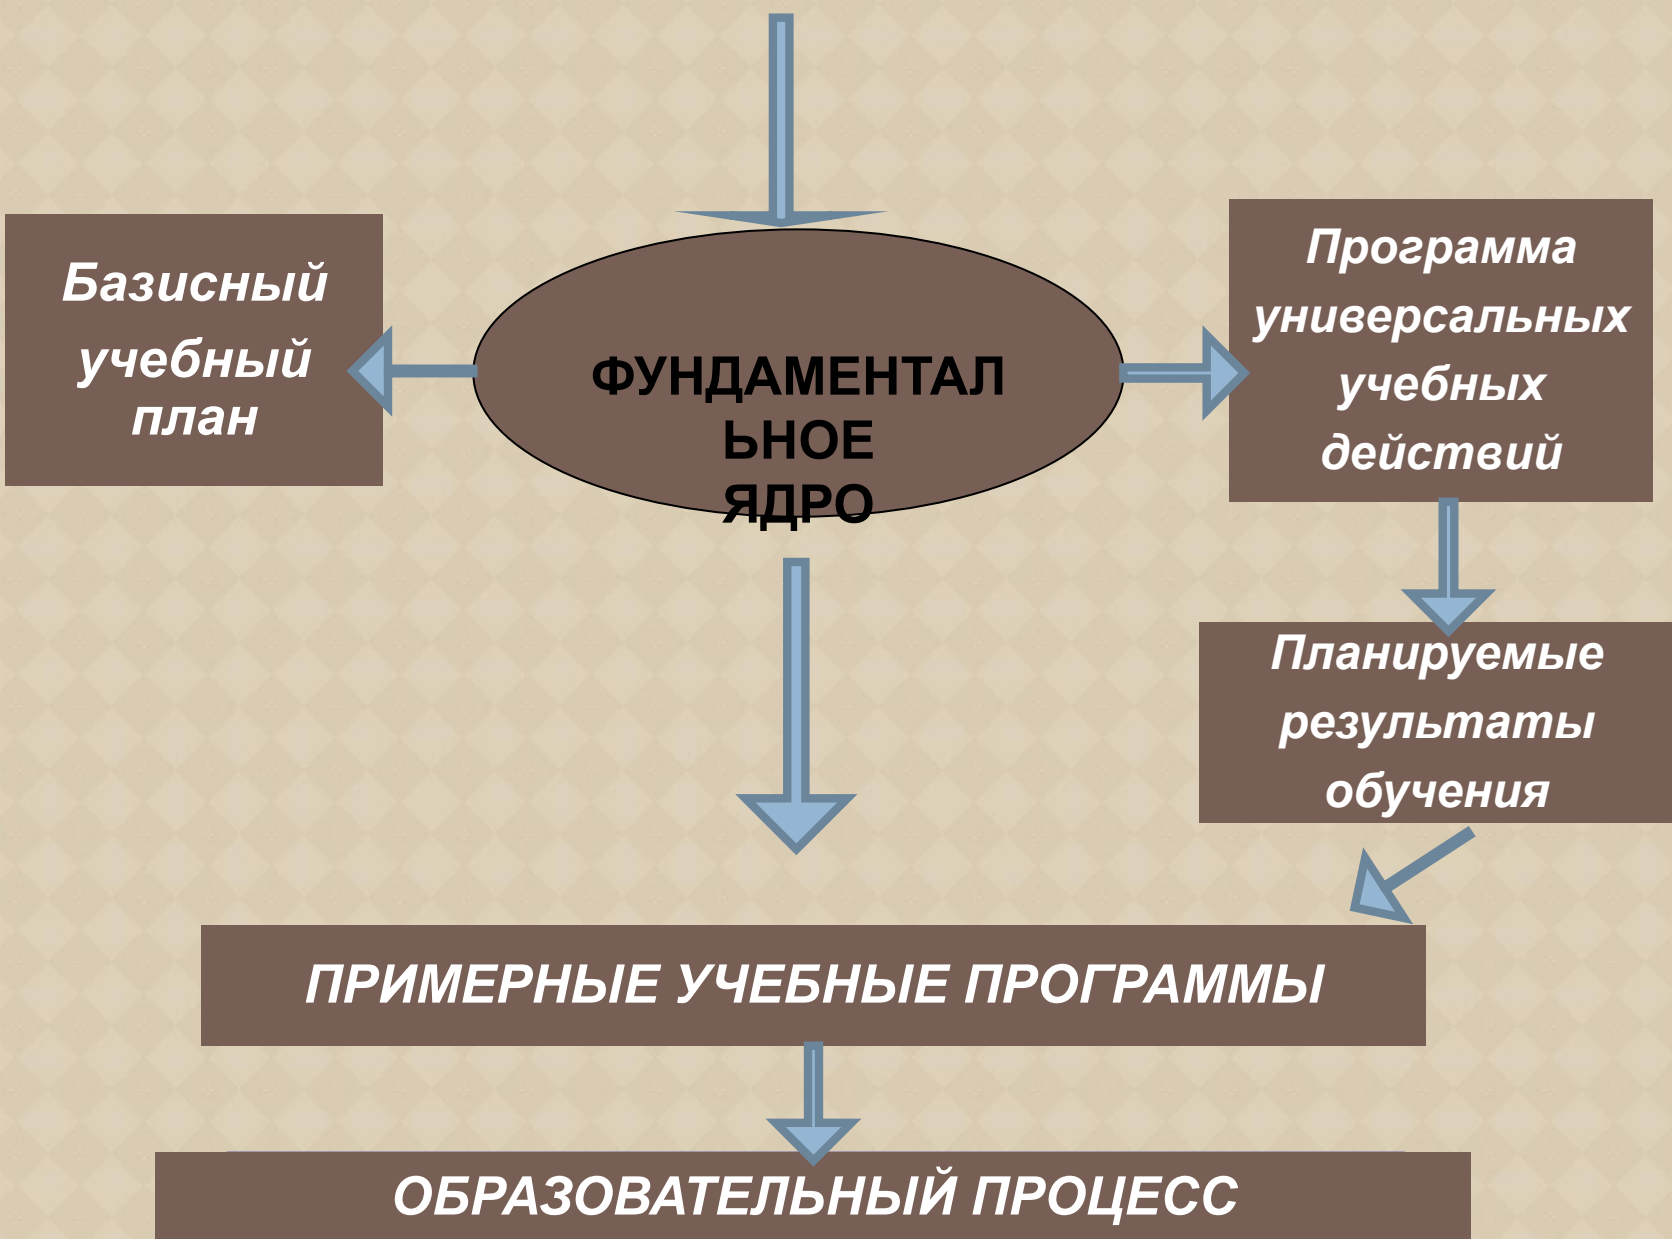 Базисный
учебный
план
ФУНДАМЕНТАЛ
ЬНОЕ
ЯДРО
Программа
универсальных
учебных
действий
Планируемые
результаты
обучения
ПРИМЕРНЫЕ УЧЕБНЫЕ ПРОГРАММЫ
ОБРАЗОВАТЕЛЬНЫЙ ПРОЦЕСС